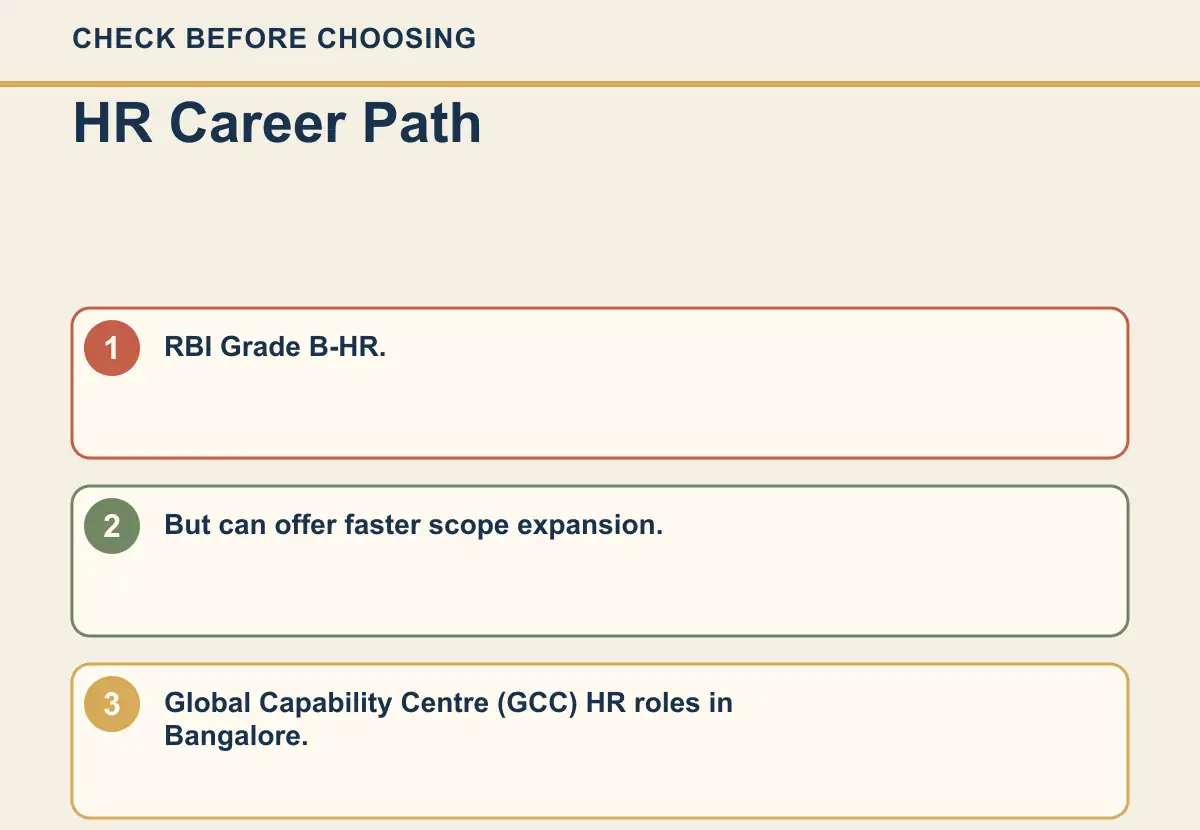 CHECK BEFORE CHOOSING
HR Career Path
1
RBI Grade B-HR.
2
But can offer faster scope expansion.
3
Global Capability Centre (GCC) HR roles in
Bangalore.